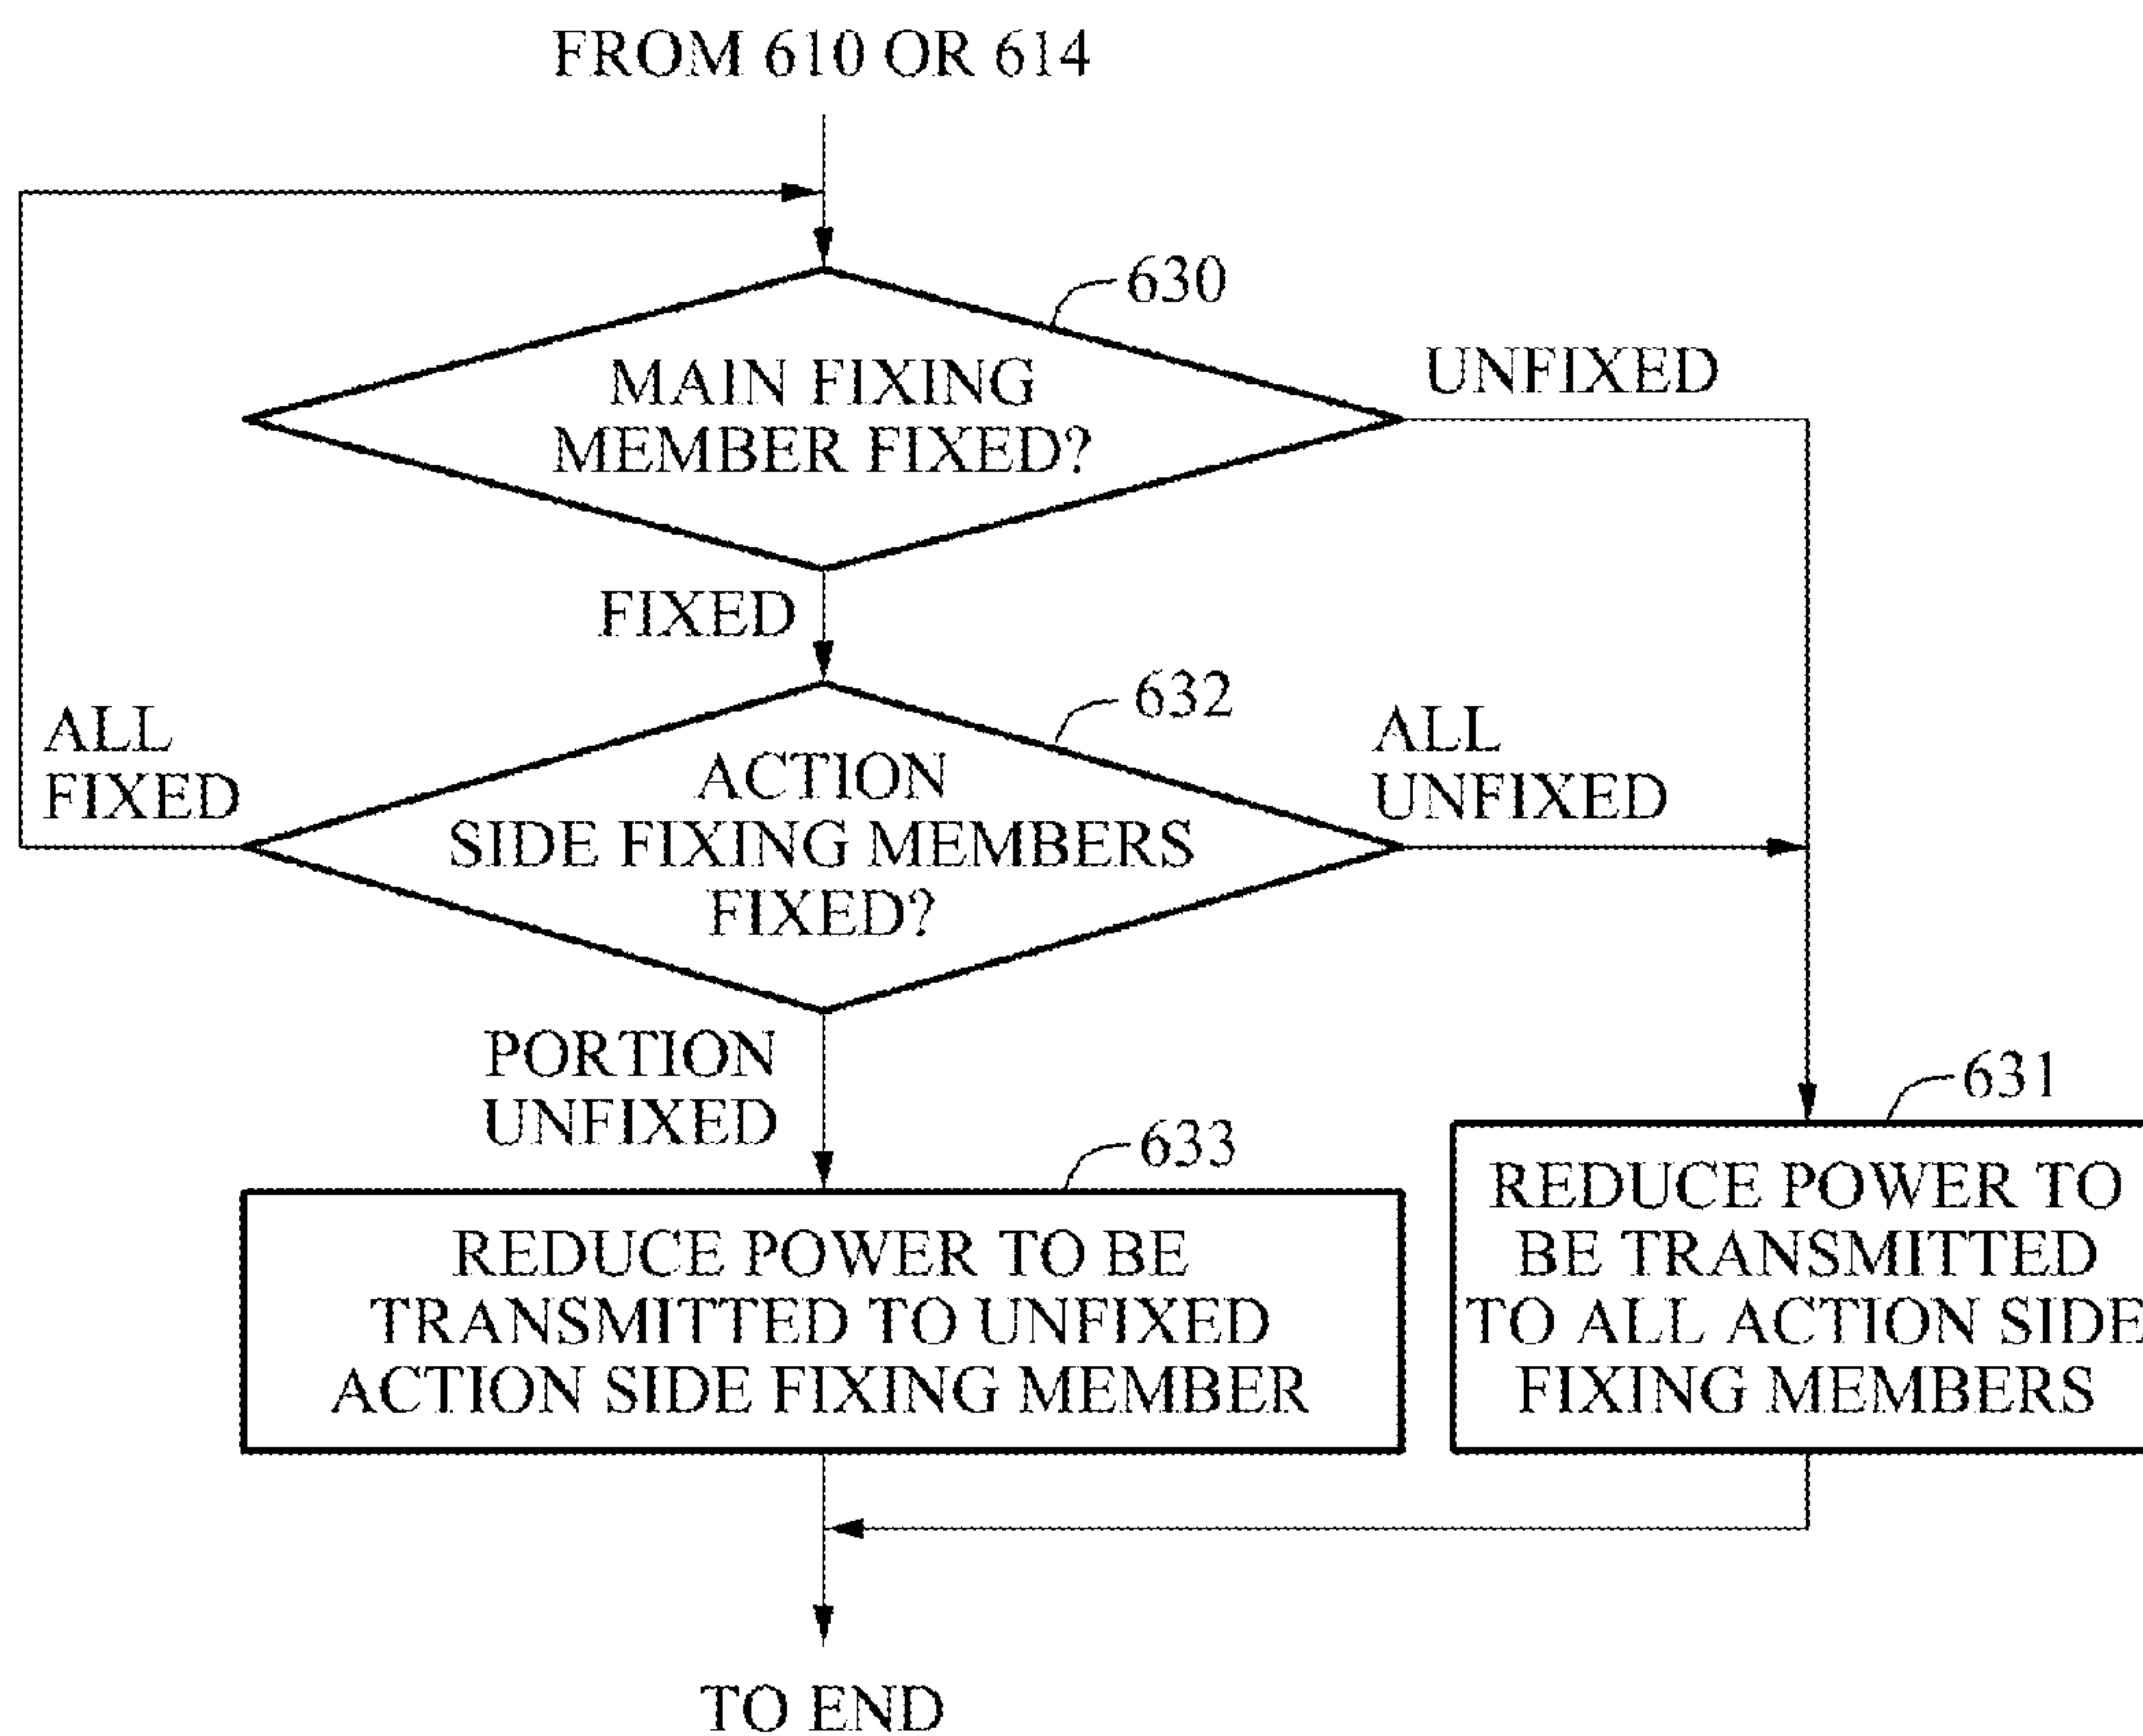 FROM 610 OR 614
630
MAIN FIXING
MEMBER FIXED?
UNFIXED
FIXED
632
ALL
FIXED
ACTION
SIDE FIXING MEMBERS
FIXED?
ALL
UNFIXED
PORTION
UNFIXED
633
REDUCE POWER TO BE
TRANSMITTED TO UNFIXED
ACTION SIDE FIXING MEMBER
631
REDUCE POWER TO
BE TRANSMITTED
TO ALL ACTION SIDE
FIXING MEMBERS
TO END